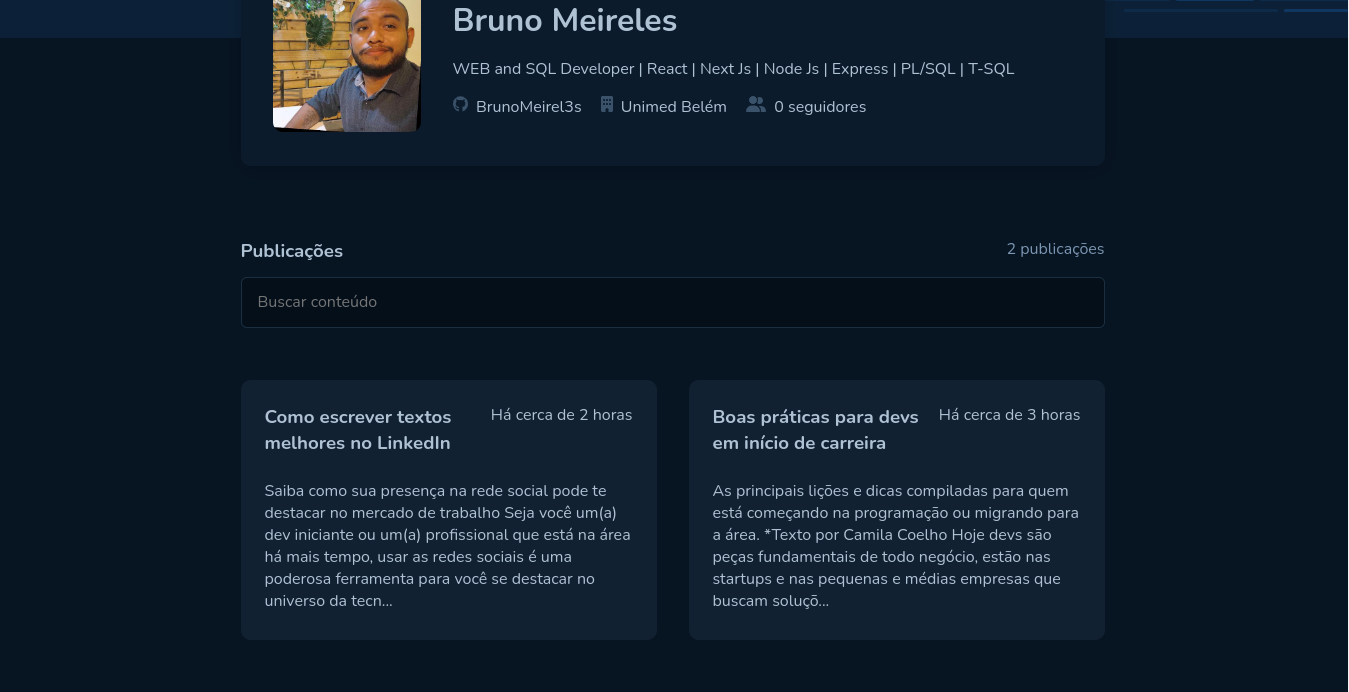 Bruno Meireles
WEB and SQL Developer | React | Next Js | Node Js | Express | PL/SQL | T-SQL
BrunoMeirel3s Unimed Belém 0 seguidores
Publicações 2 publicações
Buscar conteúdo
Como escrever textos
melhores no LinkedIn
Há cerca de 2 horas
Saiba como sua presença na rede social pode te
destacar no mercado de trabalho Seja você um(a)
dev iniciante ou um(a) profissional que está na área
há mais tempo, usar as redes sociais é uma
poderosa ferramenta para você se destacar no
universo da tecn...
Boas práticas para devs
em início de carreira
Há cerca de 3 horas
As principais lições e dicas compiladas para quem
está começando na programação ou migrando para
a área. *Texto por Camila Coelho Hoje devs são
peças fundamentais de todo negócio, estão nas
startups e nas pequenas e médias empresas que
buscam soluçõ...